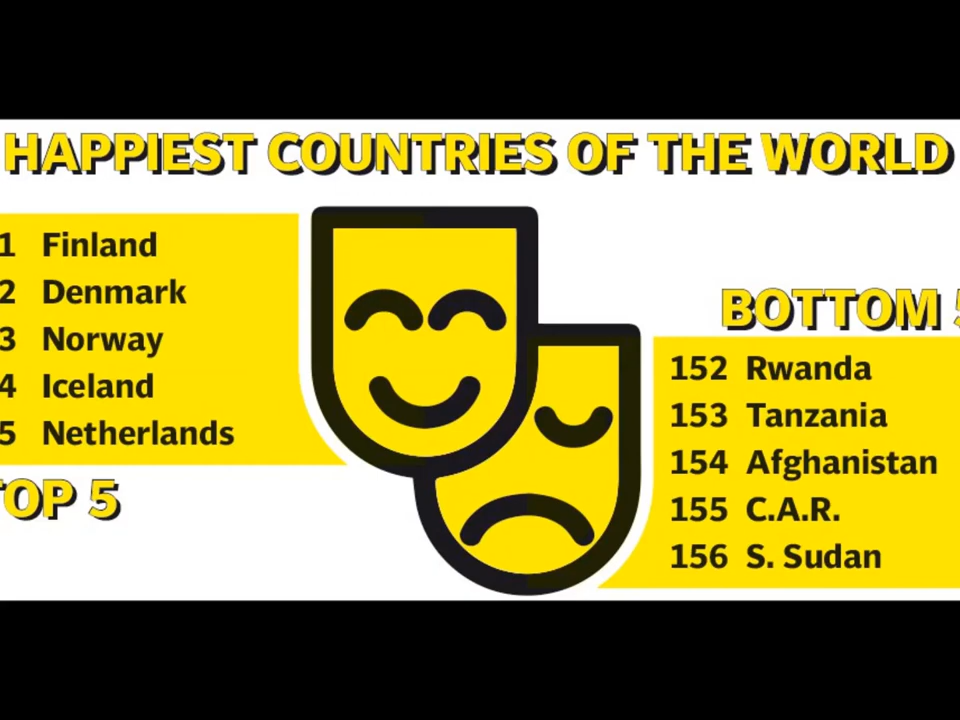 HAPPIEST COUNTRIES OF THE WORLD
1 Finland
2 Denmark
3 Norway
4 Iceland
5 Netherlands
TOP 5
BOTTOM 5
152 Rwanda
153 Tanzania
154 Afghanistan
155 C.A.R.
156 S. Sudan